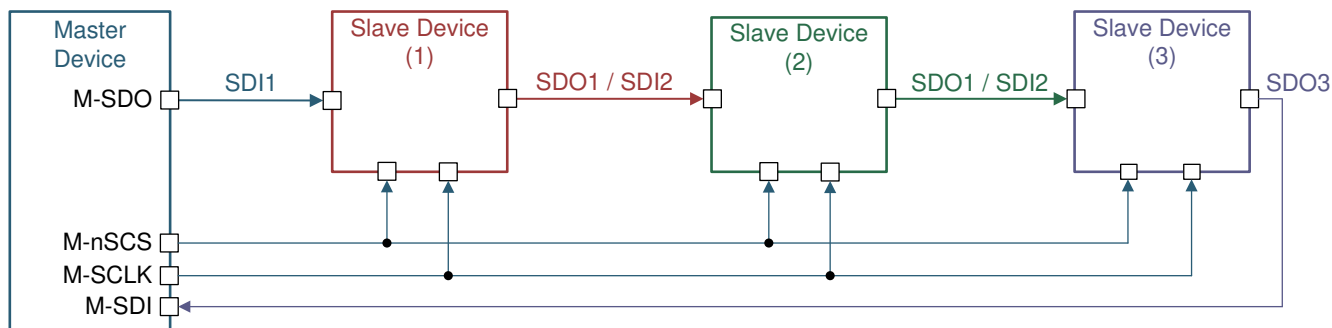 Master
Device
M-SDO
SDI1
Slave Device
(1)
SDO1 / SDI2
Slave Device
(2)
SDO1 / SDI2
Slave Device
(3)
SDO3
M-nSCS
M-SCLK
M-SDI